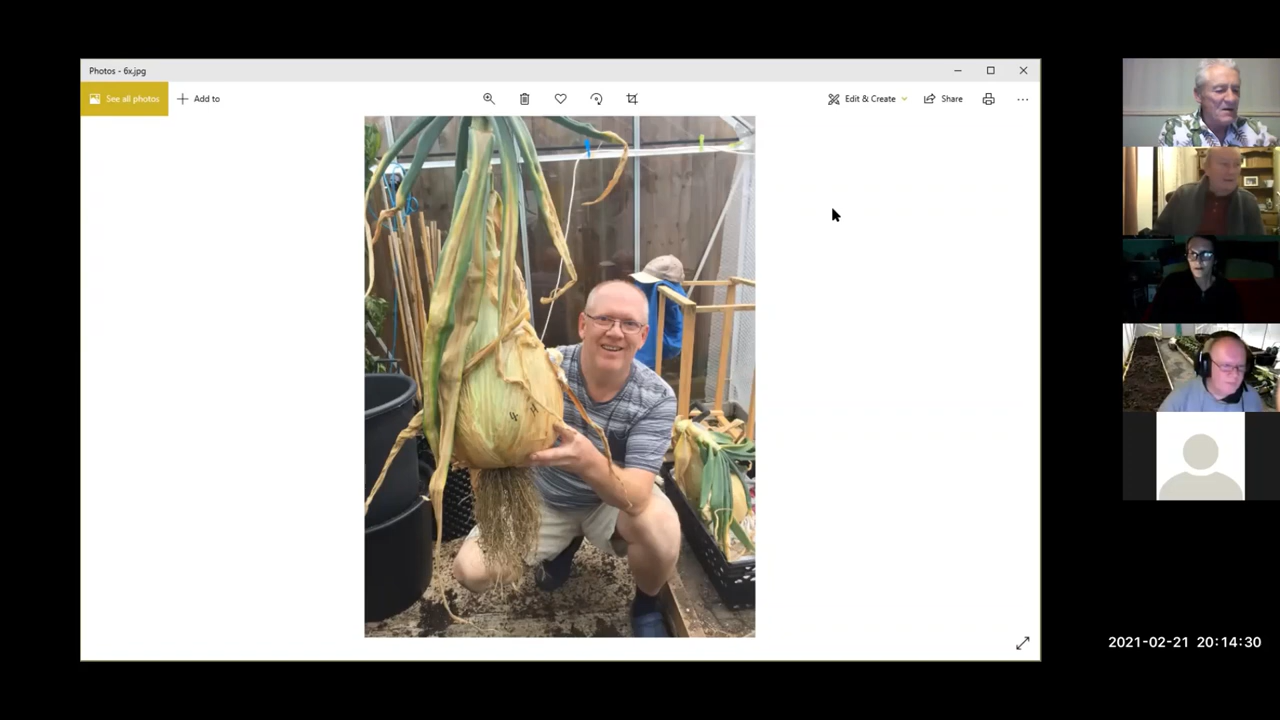 Photos - 6x.jpg
See all photos
Add to
Edit & Create
Share
2021-02-21 20:14:30